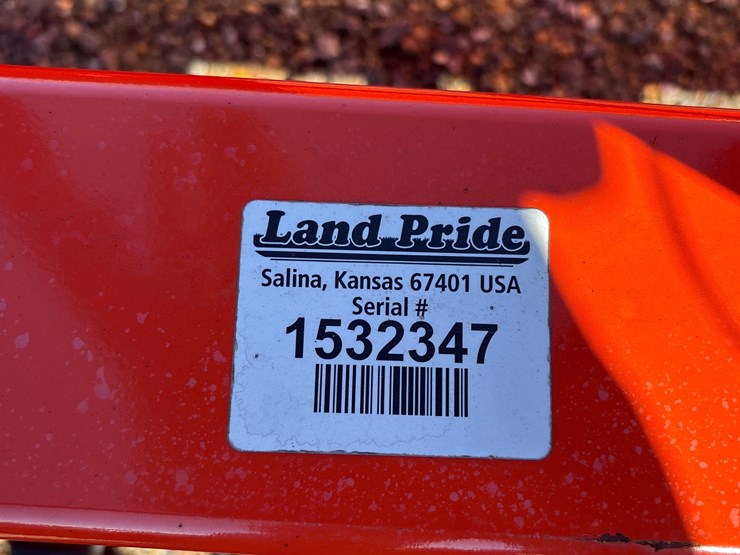 Land Pride
Salina, Kansas 67401 USA
Serial #
1532347